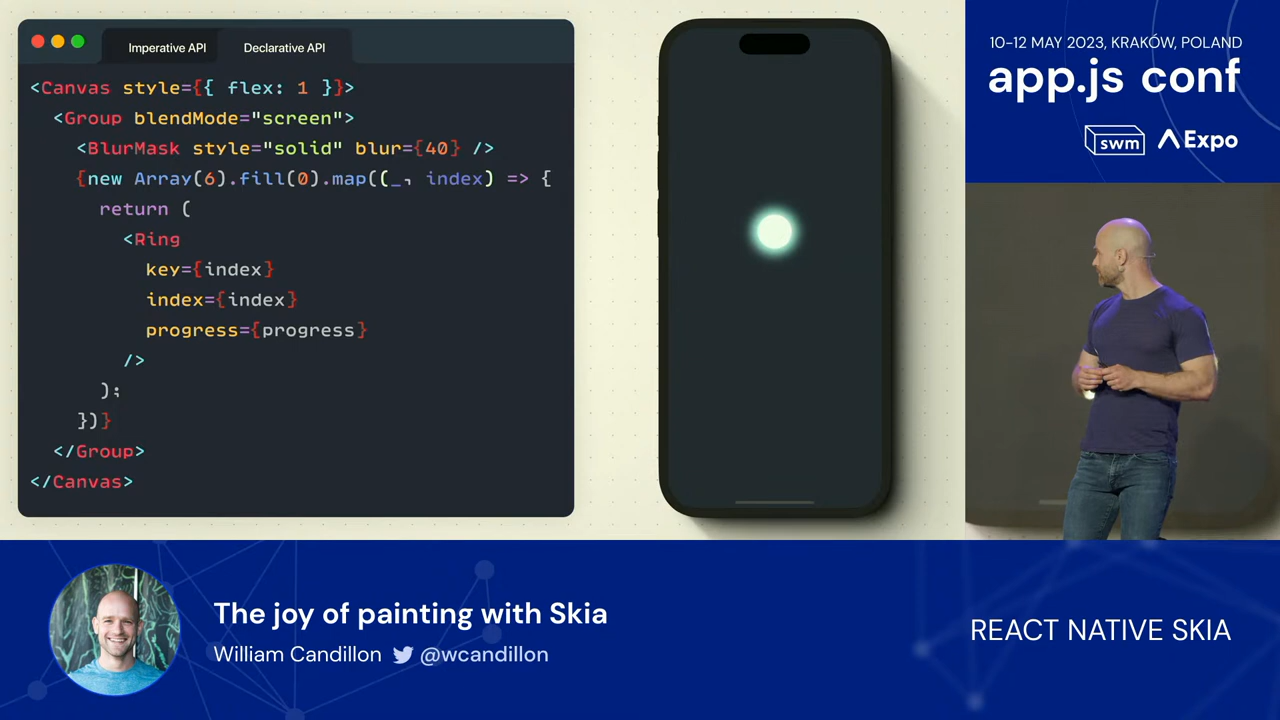 Imperative API
Declarative API
<Canvas style={{ flex: 1 }}>
  <Group blendMode="screen">
    <BlurMask style="solid" blur={40} />
    {new Array(6).fill(0).map((_, index) => {
      return (
        <Ring
          key={index}
          index={index}
          progress={progress}
        />
      );
    })}
  </Group>
</Canvas>
10-12 MAY 2023, KRAKÓW, POLAND
app.js conf
swm
Expo
The joy of painting with Skia
William Candillon @wcandillon
REACT NATIVE SKIA